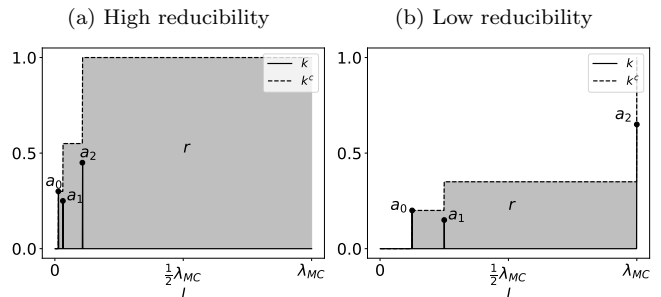 (a) High reducibility
(b) Low reducibility
1.0
0.5
0.0
k
k^c
a_0
a_1
a_2
r
0
½λ_MC
λ_MC
1.0
0.5
0.0
k
k^c
a_0
a_1
a_2
r
0
½λ_MC
λ_MC